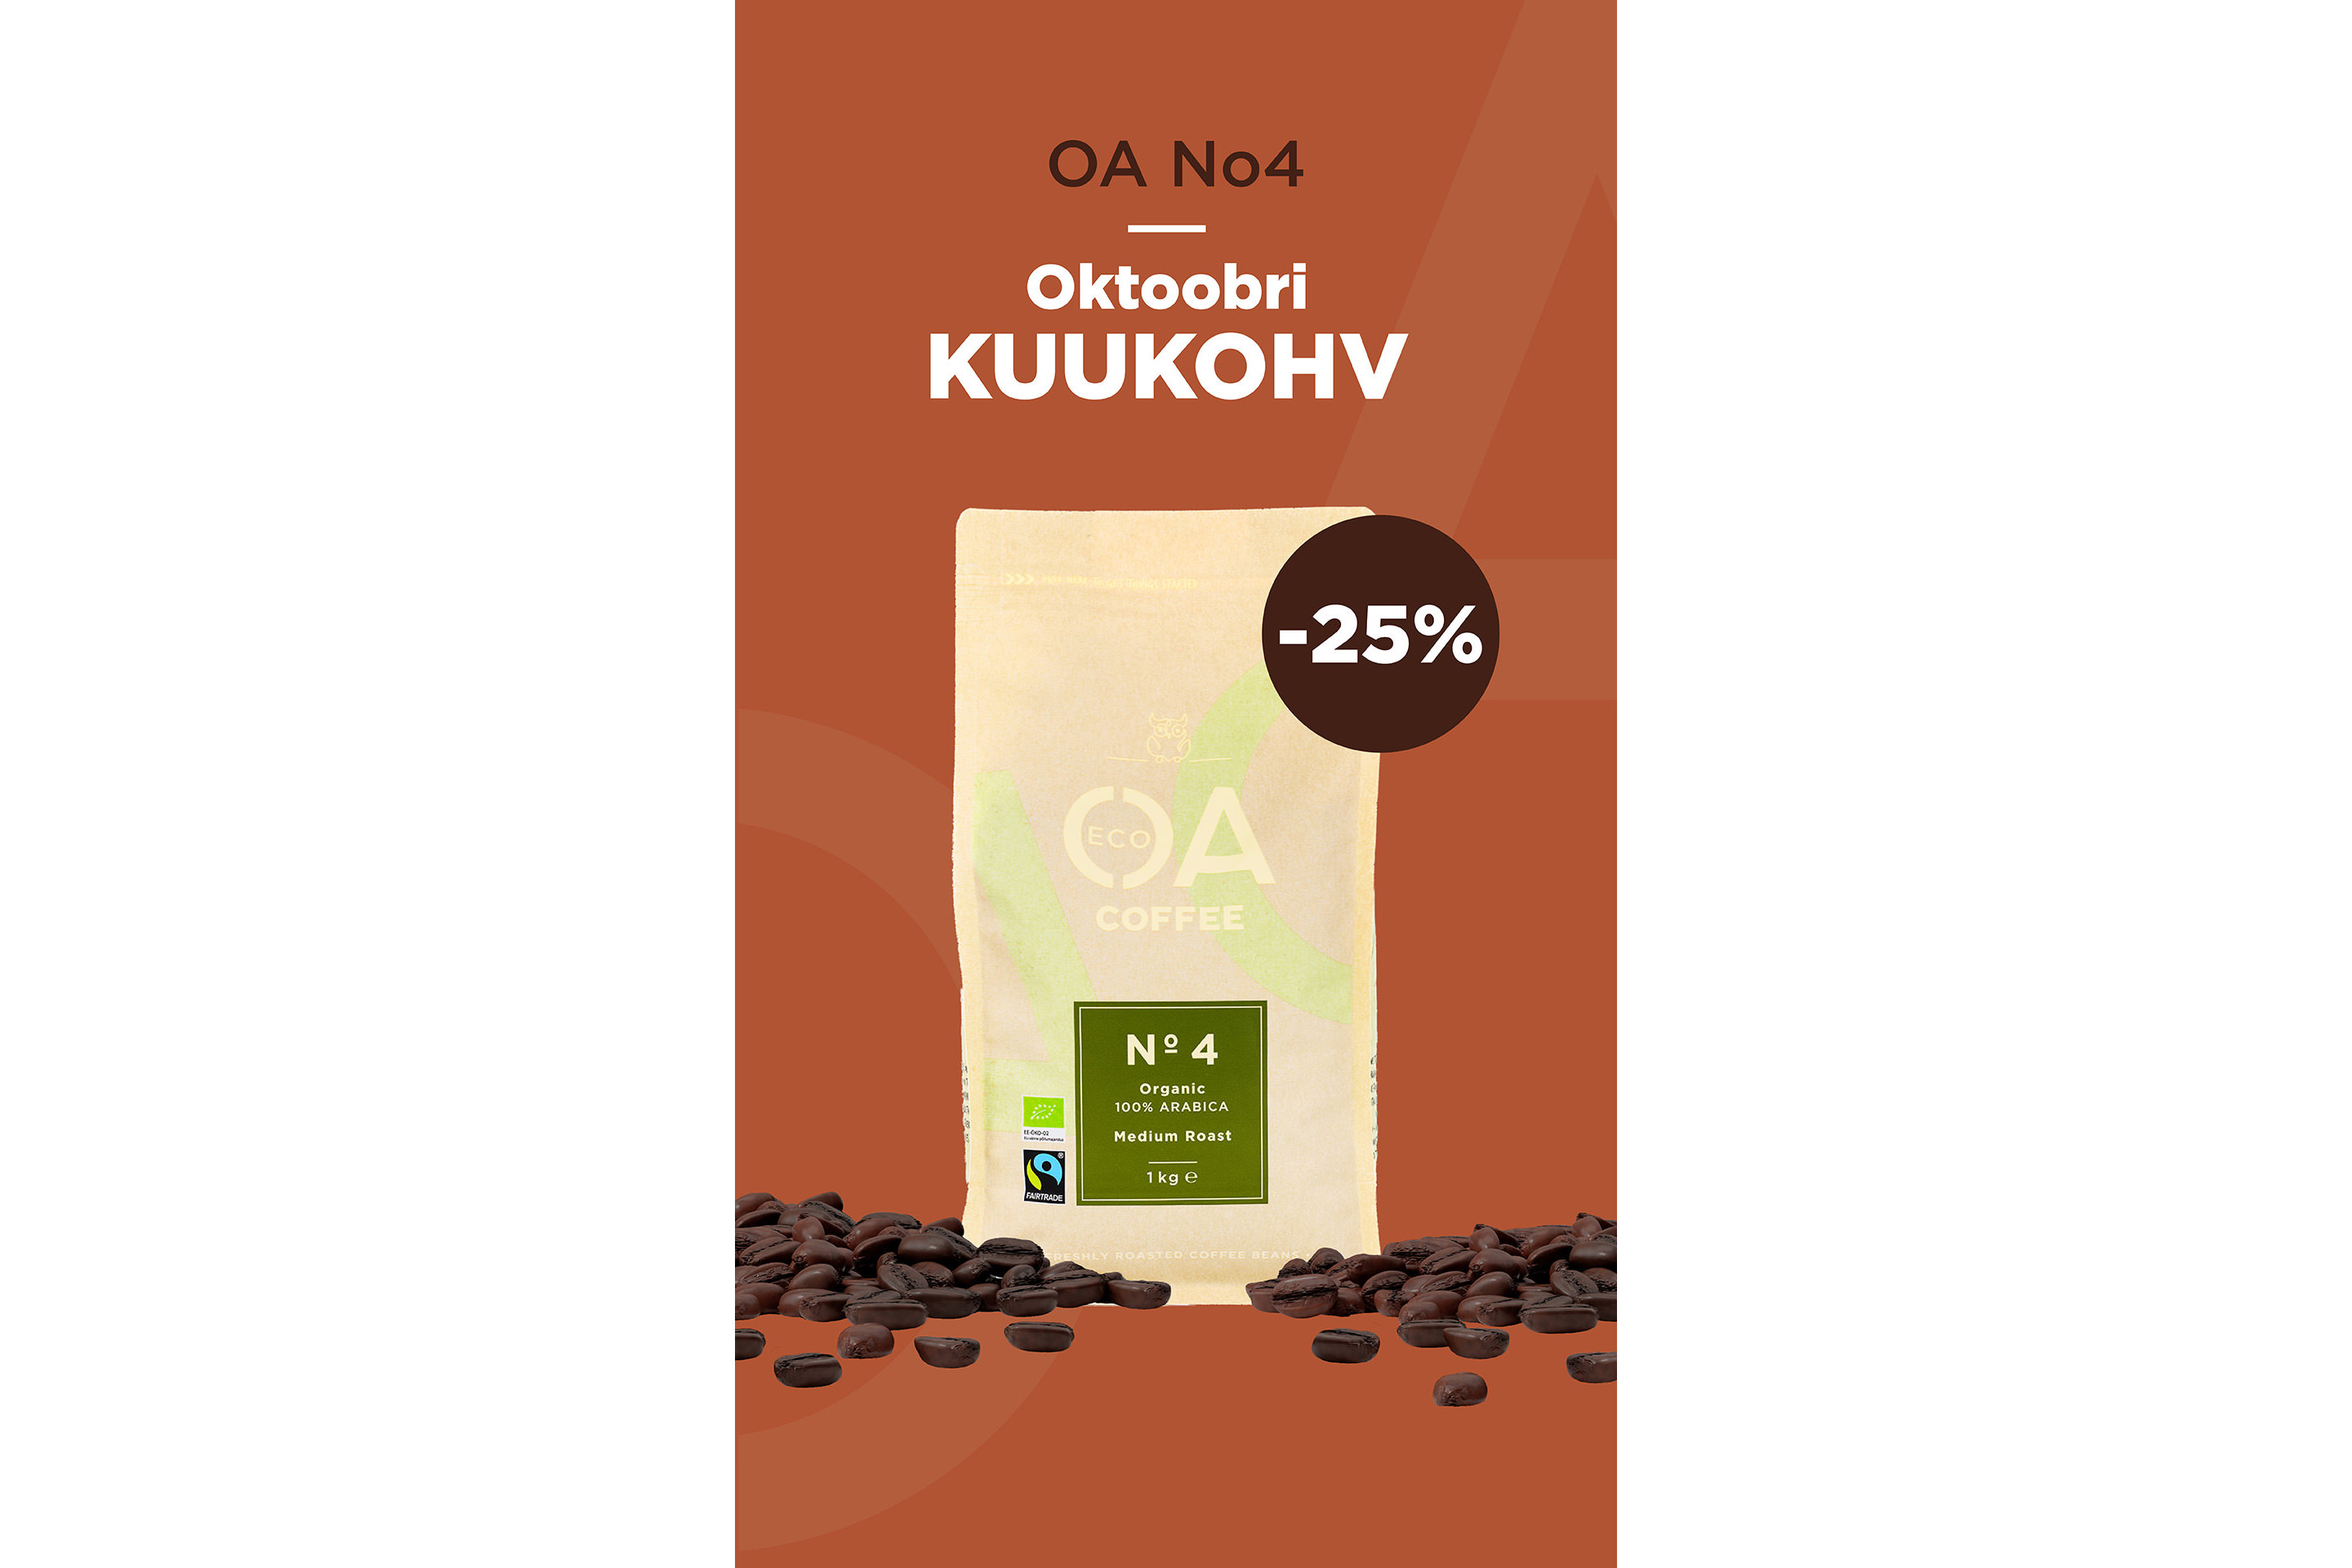 OA No4
Oktoobri
KUUKOHV
-25%
ECO
OA
COFFEE
Nº 4
Organic
100% ARABICA
Medium Roast
1 kg ℮
EE-ÖKO-02
FAIRTRADE
FRESHLY ROASTED COFFEE BEANS